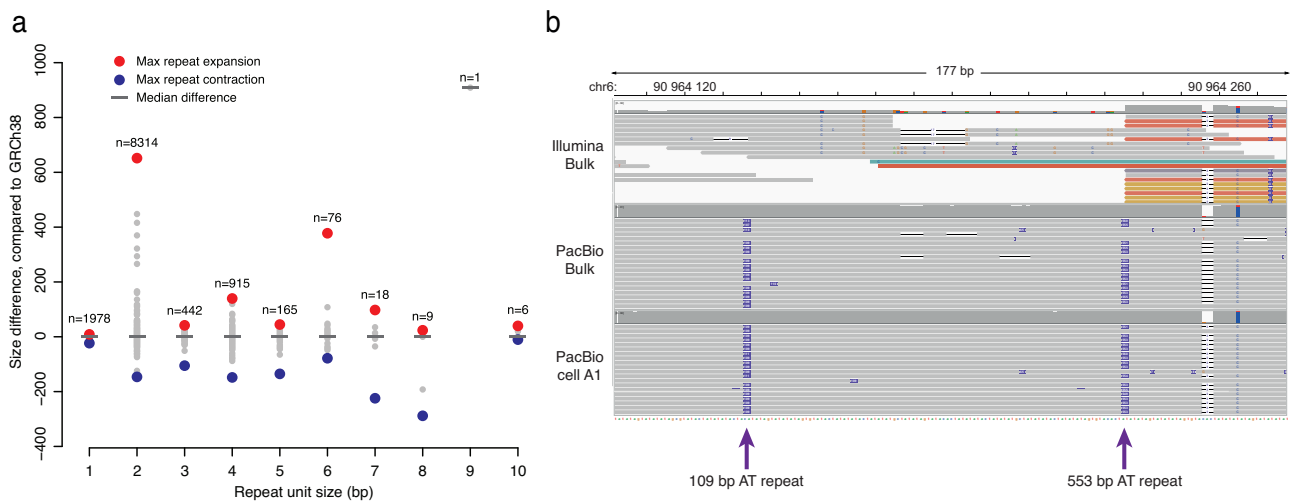 a
Max repeat expansion
Max repeat contraction
Median difference
Size difference, compared to GRCh38
1000
800
600
400
200
0
−200
−400
n=1978
n=8314
n=442
n=915
n=165
n=76
n=18
n=9
n=1
n=6
1 2 3 4 5 6 7 8 9 10
Repeat unit size (bp)
b
177 bp
chr6:
90 964 120
90 964 260
Illumina
Bulk
PacBio
Bulk
PacBio
cell A1
109 bp AT repeat
553 bp AT repeat